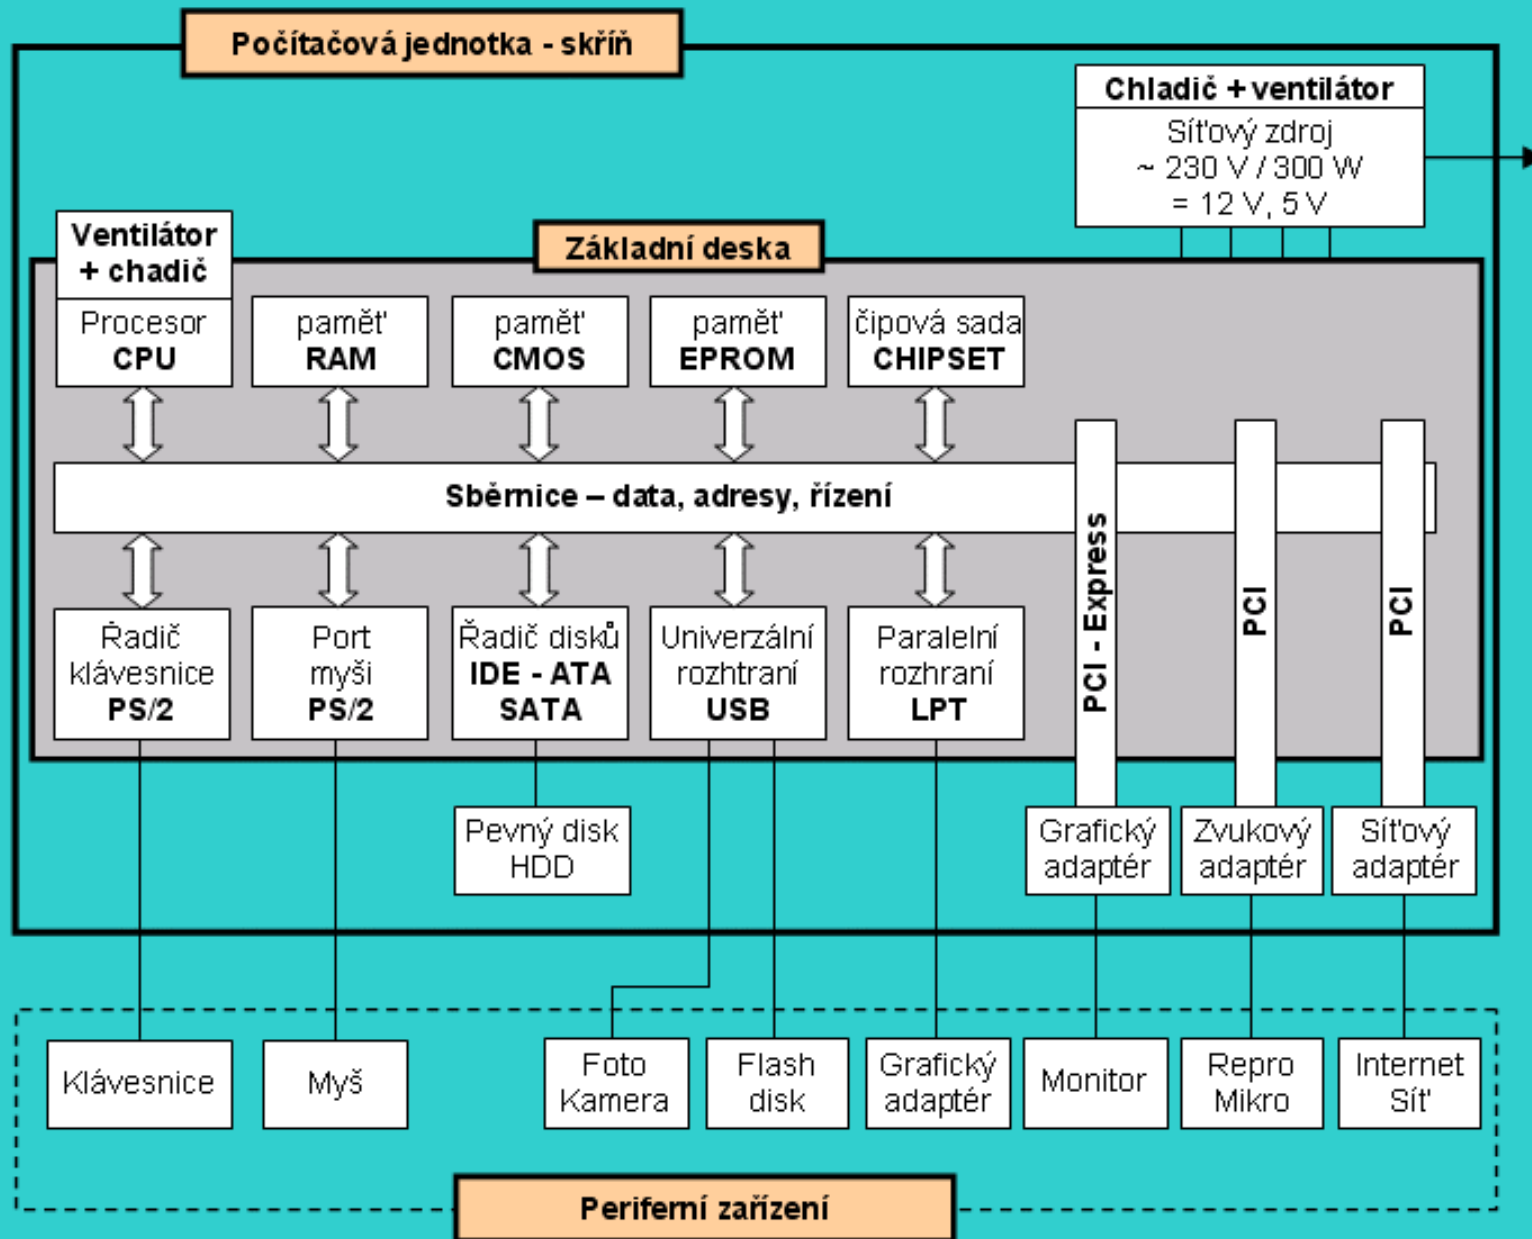 Počítačová jednotka - skříň
Chladič + ventilátor
Síťový zdroj
~ 230 V / 300 W
= 12 V, 5 V
Ventilátor
+ chadič
Základní deska
Procesor
CPU
paměť
RAM
paměť
CMOS
paměť
EPROM
čipová sada
CHIPSET
Sběrnice – data, adresy, řízení
PCI - Express
PCI
PCI
Řadič
klávesnice
PS/2
Port
myši
PS/2
Řadič disků
IDE - ATA
SATA
Univerzální
rozhtraní
USB
Paralelní
rozhraní
LPT
Pevný disk
HDD
Grafický
adaptér
Zvukový
adaptér
Síťový
adaptér
Klávesnice
Myš
Foto
Kamera
Flash
disk
Grafický
adaptér
Monitor
Repro
Mikro
Internet
Síť
Periferní zařízení